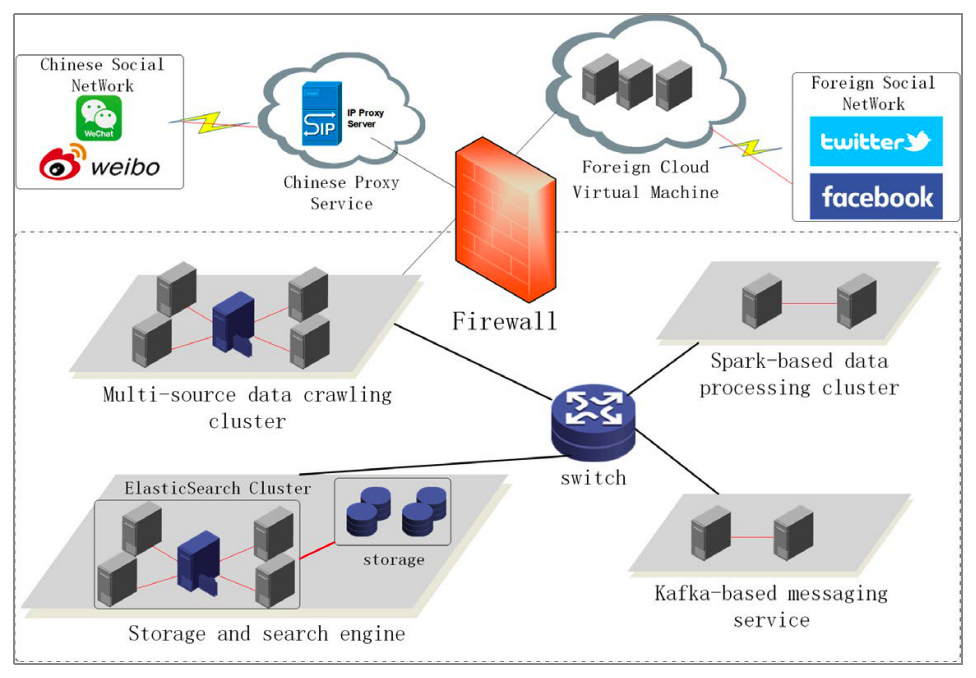 Chinese Social
NetWork
WeChat
weibo
IP Proxy
Server
SIP
Chinese Proxy
Service
Foreign Cloud
Virtual Machine
Foreign Social
NetWork
twitter
facebook
Firewall
Multi-source data crawling
cluster
Spark-based data
processing cluster
switch
ElasticSearch Cluster
storage
Storage and search engine
Kafka-based messaging
service